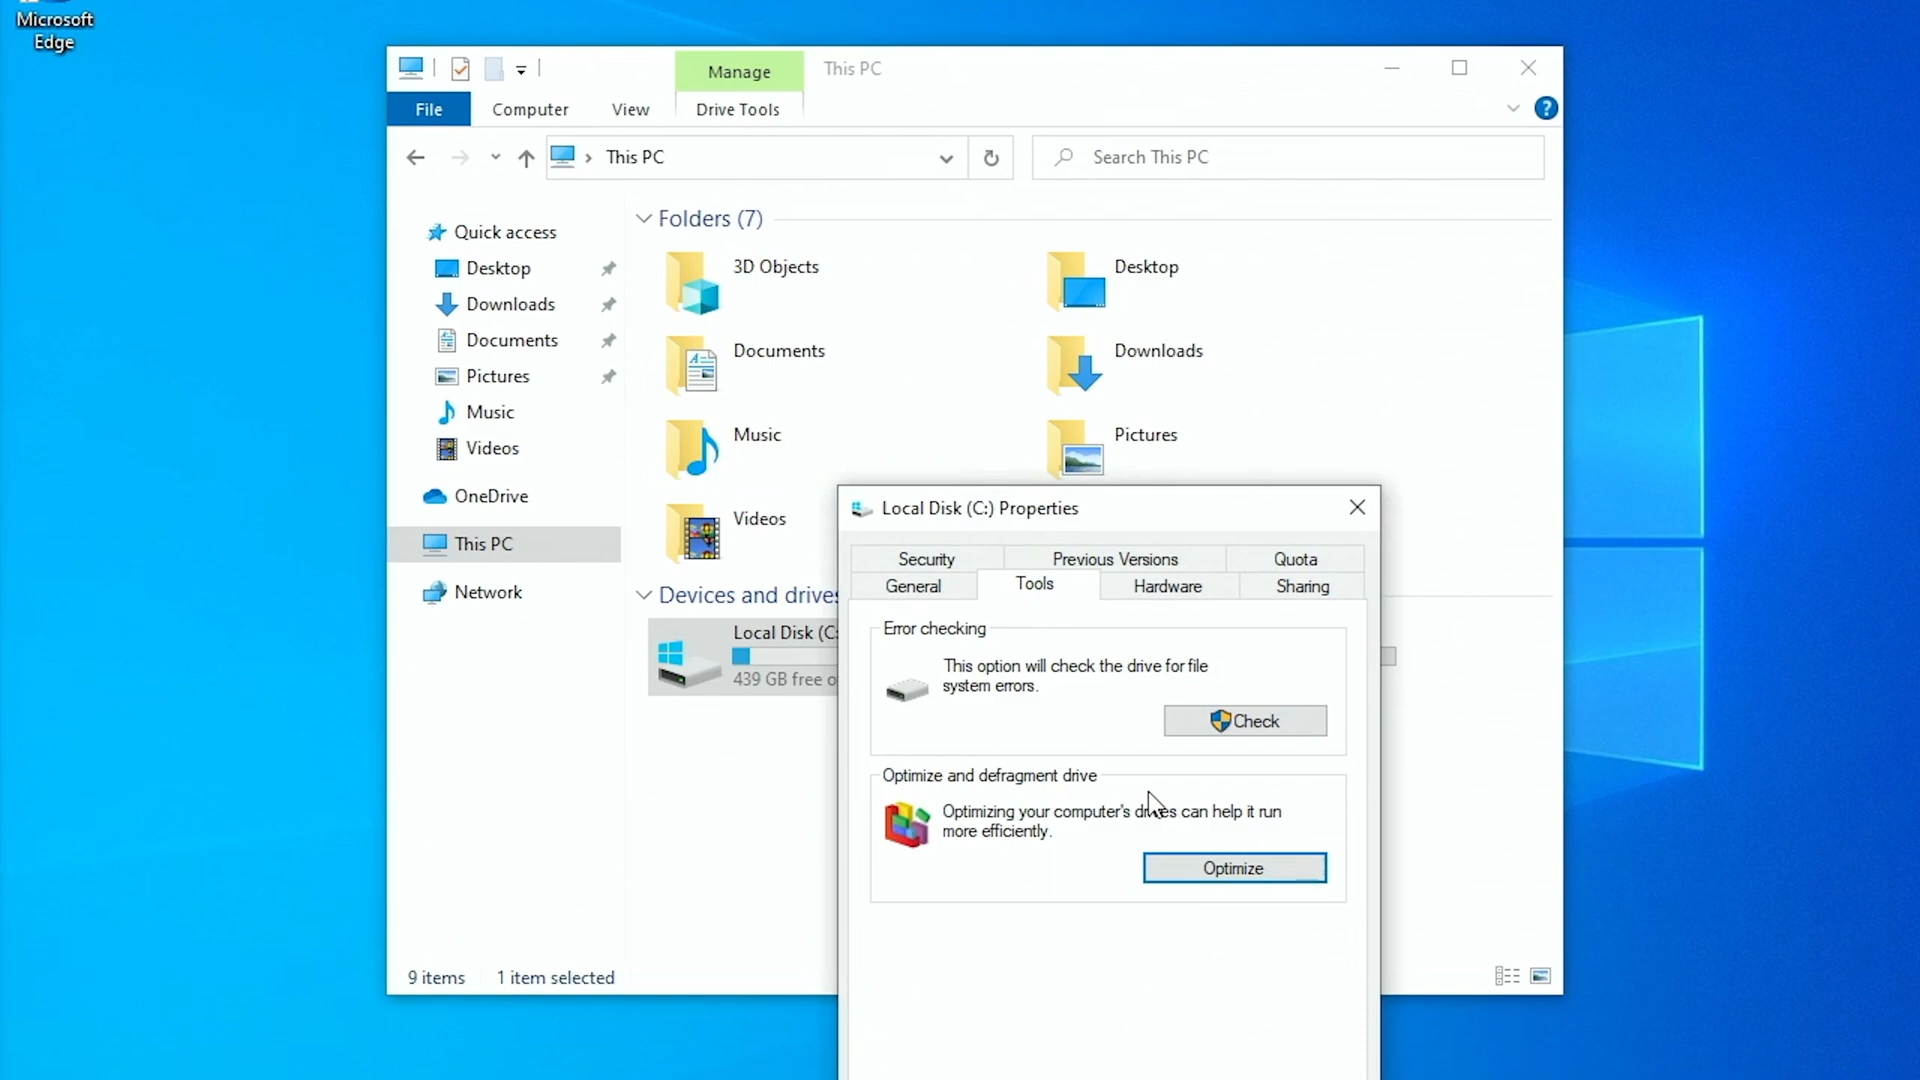 Microsoft
Edge
Manage
This PC
File
Computer
View
Drive Tools
?
This PC
Search This PC
Quick access
Desktop
Downloads
Documents
Pictures
Music
Videos
OneDrive
This PC
Network
Folders (7)
3D Objects
Desktop
Documents
Downloads
Music
Pictures
Videos
Devices and drives
Local Disk (C:
439 GB free o
Local Disk (C:) Properties
Security
Previous Versions
Quota
General
Tools
Hardware
Sharing
Error checking
This option will check the drive for file
system errors.
Check
Optimize and defragment drive
Optimizing your computer's drives can help it run
more efficiently.
Optimize
9 items
1 item selected